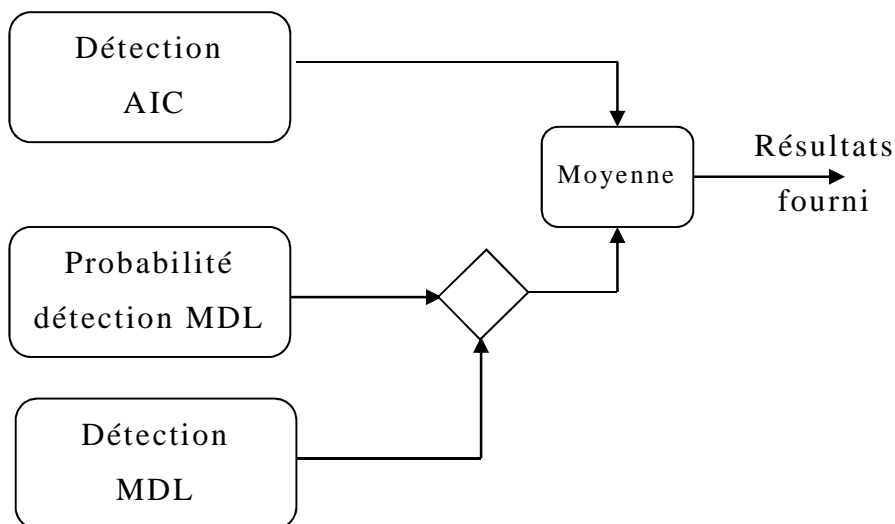 Détection
AIC
Moyenne
Résultats
fourni
Probabilité
détection MDL
Détection
MDL